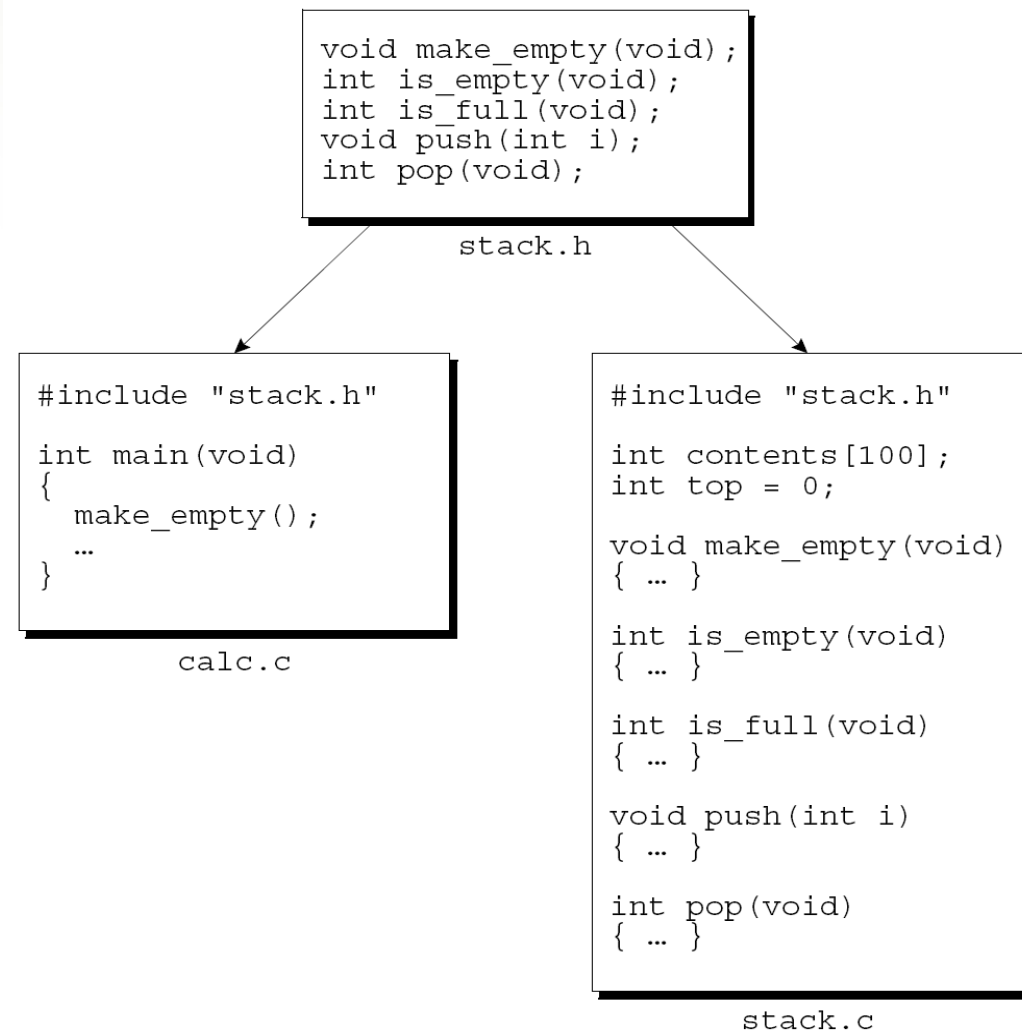 void make_empty(void);
int is_empty(void);
int is_full(void);
void push(int i);
int pop(void);
stack.h
#include "stack.h"
int main(void)
{
make_empty();
…
}
calc.c
#include "stack.h"
int contents[100];
int top = 0;
void make_empty(void)
{ … }
int is_empty(void)
{ … }
int is_full(void)
{ … }
void push(int i)
{ … }
int pop(void)
{ … }
stack.c